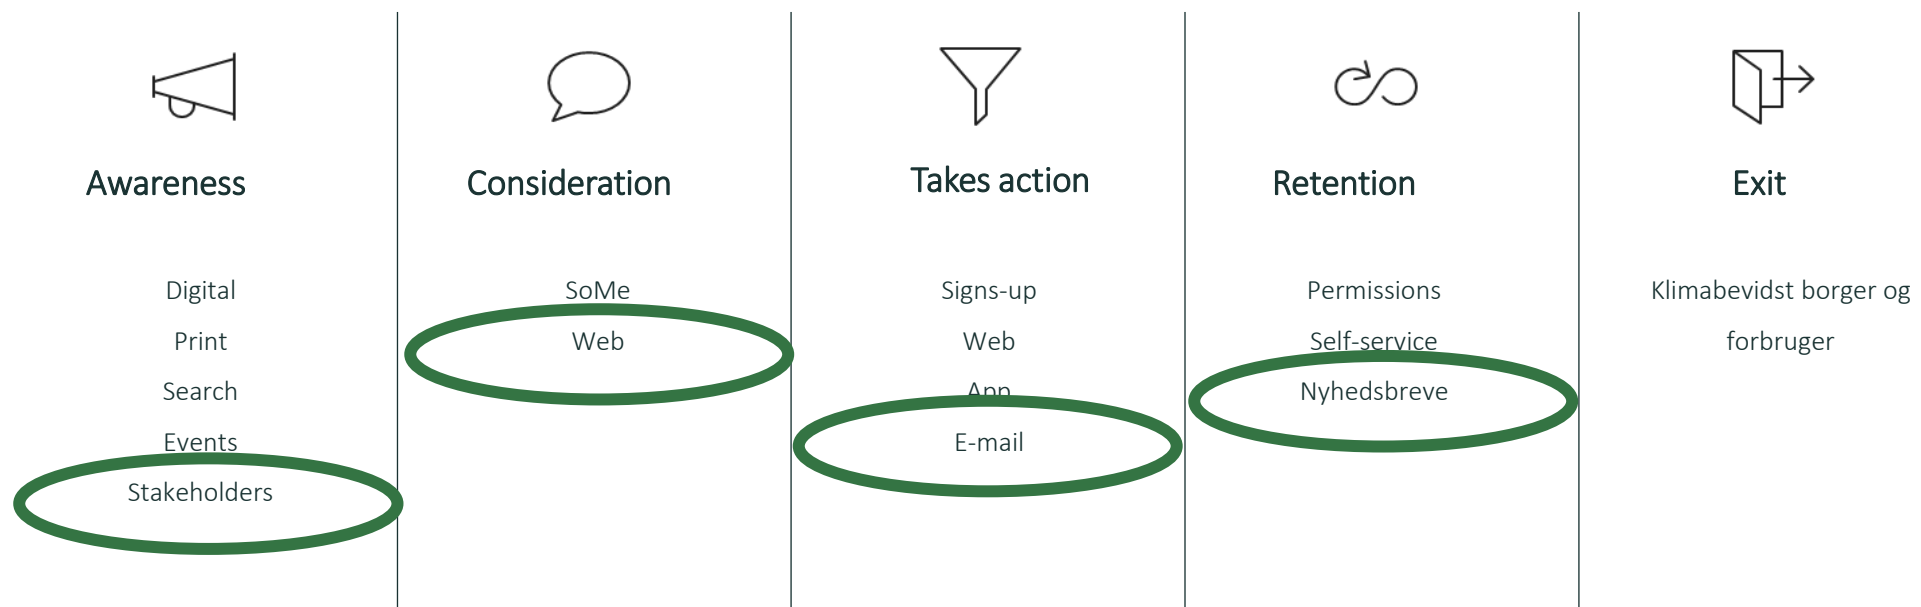 Awareness
Digital
Print
Search
Events
Stakeholders
Consideration
SoMe
Web
Takes action
Signs-up
Web
App
E-mail
Retention
Permissions
Self-service
Nyhedsbreve
Exit
Klimabevidst borger og
forbruger